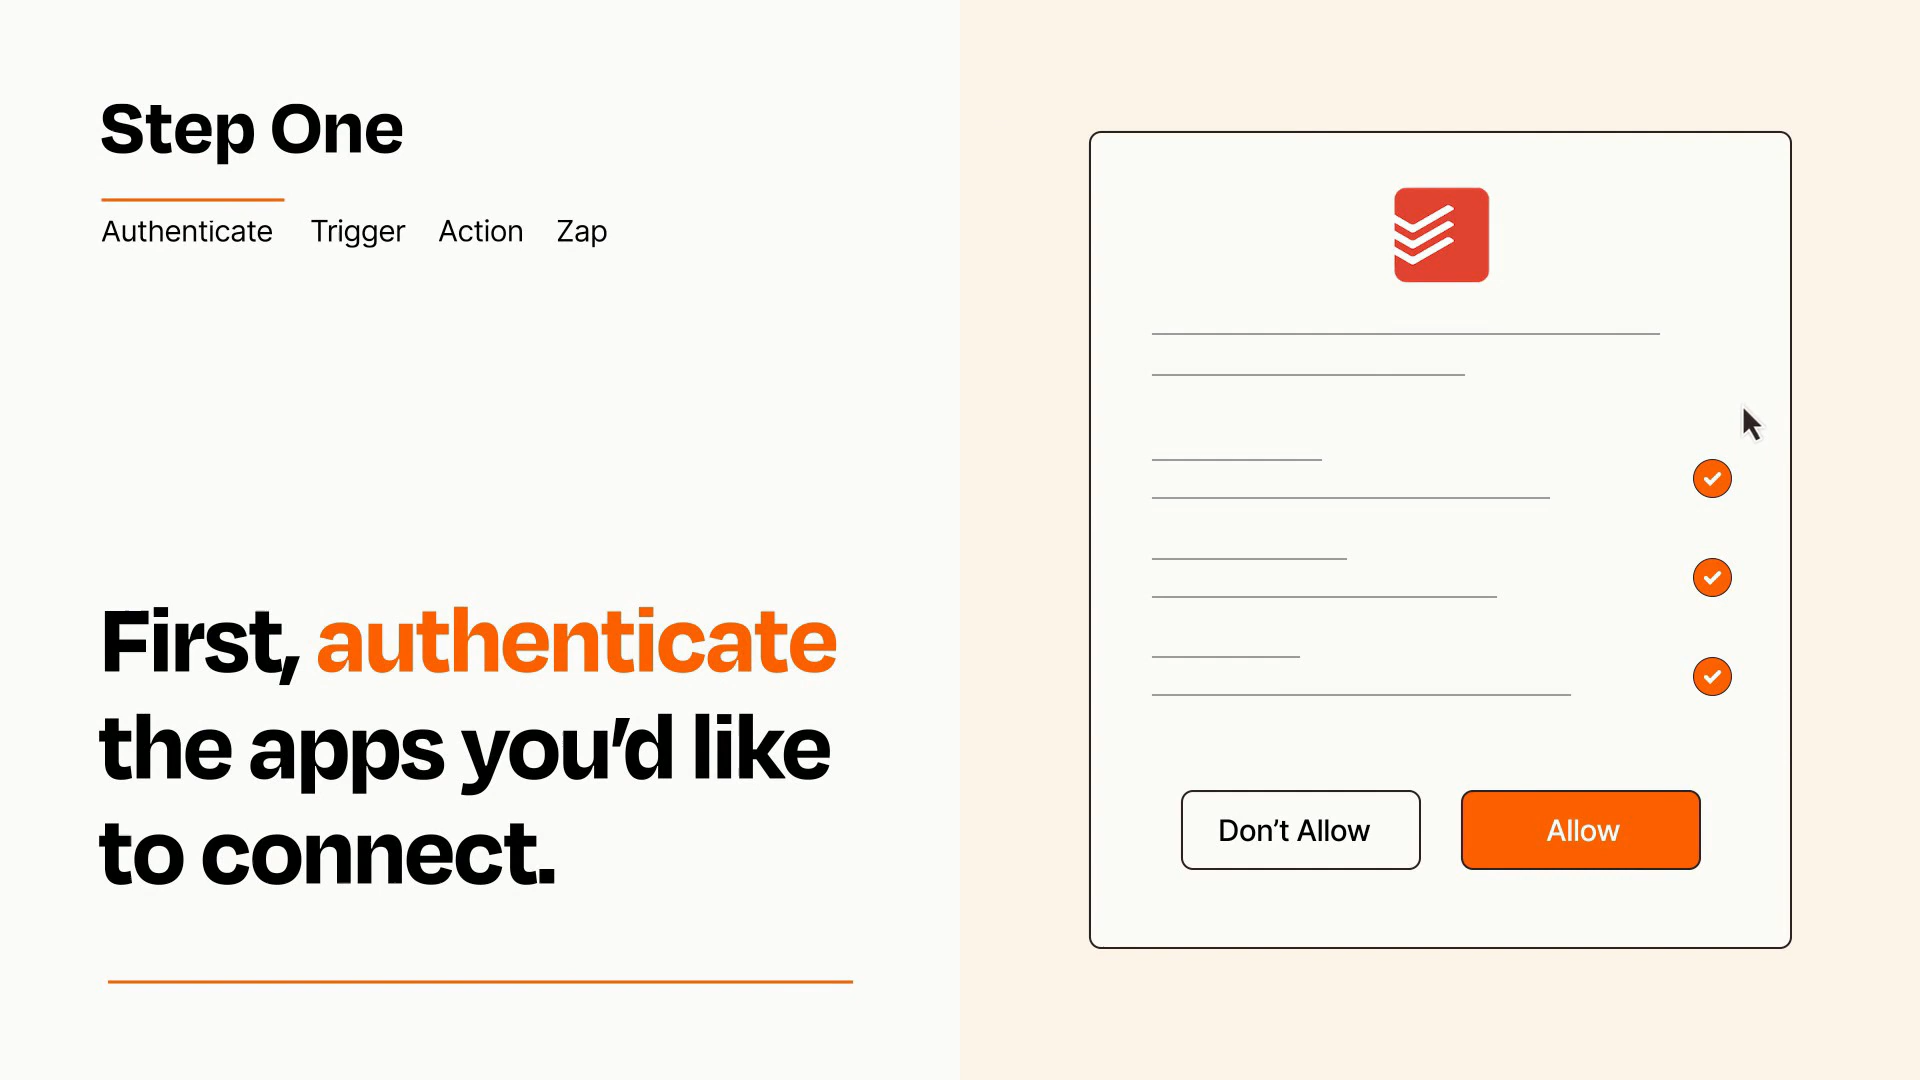 Step One
Authenticate Trigger Action Zap
First, authenticate
the apps you’d like
to connect.
Don’t Allow Allow